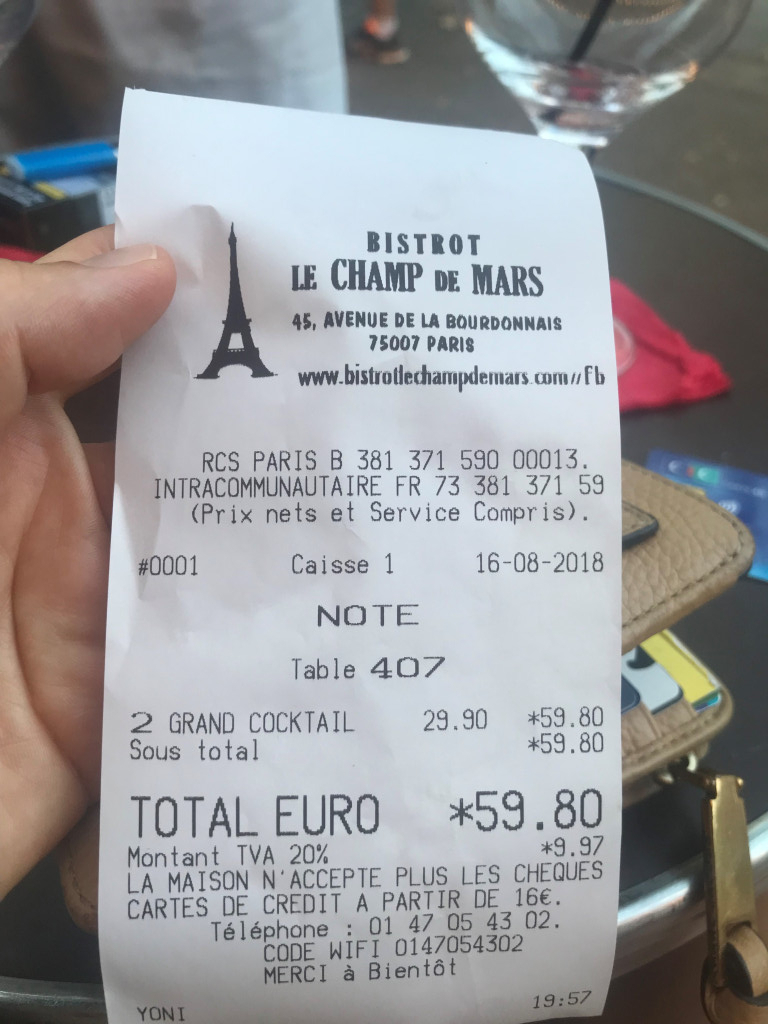 BISTROT
LE CHAMP DE MARS
45, AVENUE DE LA BOURDONNAIS
75007 PARIS
www.bistrotlechampdemars.com//fb
RCS PARIS B 381 371 590 00013.
INTRACOMMUNAUTAIRE FR 73 381 371 59
(Prix nets et Service Compris).
#0001 Caisse 1 16-08-2018
NOTE
Table 407
2 GRAND COCKTAIL 29.90 *59.80
Sous total *59.80
TOTAL EURO *59.80
Montant TVA 20% *9.97
LA MAISON N'ACCEPTE PLUS LES CHEQUES
CARTES DE CREDIT A PARTIR DE 16€.
Téléphone : 01 47 05 43 02.
CODE WIFI 0147054302
MERCI à Bientôt
YONI 19:57